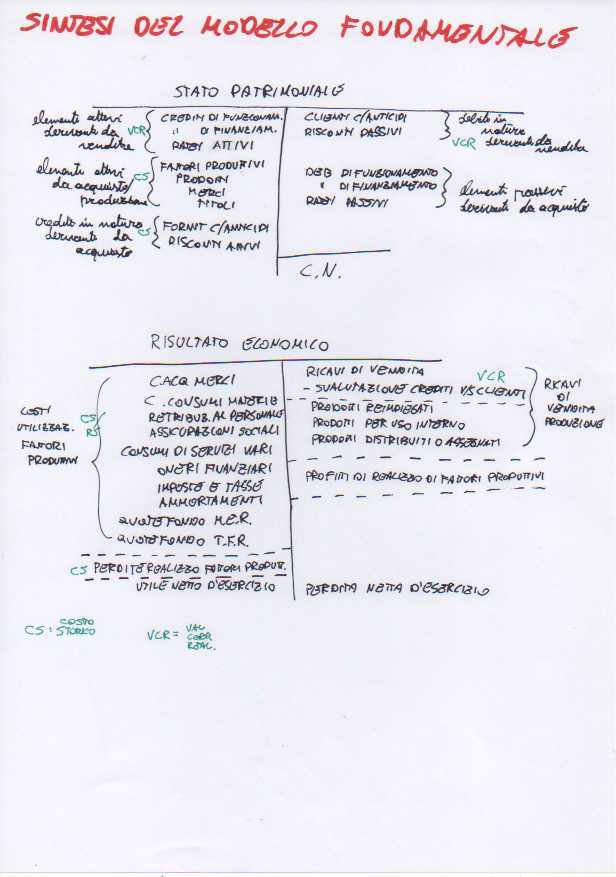 SINTESI DEL MODELLO FONDAMENTALE
STATO PATRIMONIALE
elementi attivi
derivanti da
vendite
VCR
CREDITI DI FUNZIONAM.
" DI FINANZIAM.
RATEI ATTIVI
elementi attivi
da acquisto/
produzione
CS
FATTORI PRODUTTIVI
PRODOTTI
MERCI
TITOLI
credito in natura
derivante da
acquisto
CS
FORNIT C/ANTICIPI
RISCONTI ATTIVI
CLIENTI C/ANTICIPI
RISCONTI PASSIVI
debito in
natura
VCR derivante da
vendita
DEBITI DI FUNZIONAMENTO
" DI FINANZIAMENTO
RATEI PASSIVI
elementi passivi
derivanti da acquisto
C.N.
RISULTATO ECONOMICO
COSTI
UTILIZZAZ.
FATTORI
PRODUTTIVI
CS
RS
C.ACQ MERCI
C. CONSUMI MATERIE
RETRIBUZ. AL PERSONALE
ASSICURAZIONI SOCIALI
CONSUMI DI SERVIZI VARI
ONERI FINANZIARI
IMPOSTE E TASSE
AMMORTAMENTI
QUOTE FONDO M.E.R.
QUOTE FONDO T.F.R.
CS PERDITE REALIZZO FATTORI PRODUTT.
UTILE NETTO D'ESERCIZIO
RICAVI DI VENDITA
VCR
- SVALUTAZIONE CREDITI V/S CLIENTI
PRODOTTI REIMPIEGATI
PRODOTTI PER USO INTERNO
PRODOTTI DISTRIBUITI O ASSEGNATI
RICAVI
DI
VENDITA
PRODUZIONE
PROFITTI DI REALIZZO DI FATTORI PRODUTTIVI
PERDITA NETTA D'ESERCIZIO
CS = COSTO
STORICO
VCR = VAL
CORR
REAL.